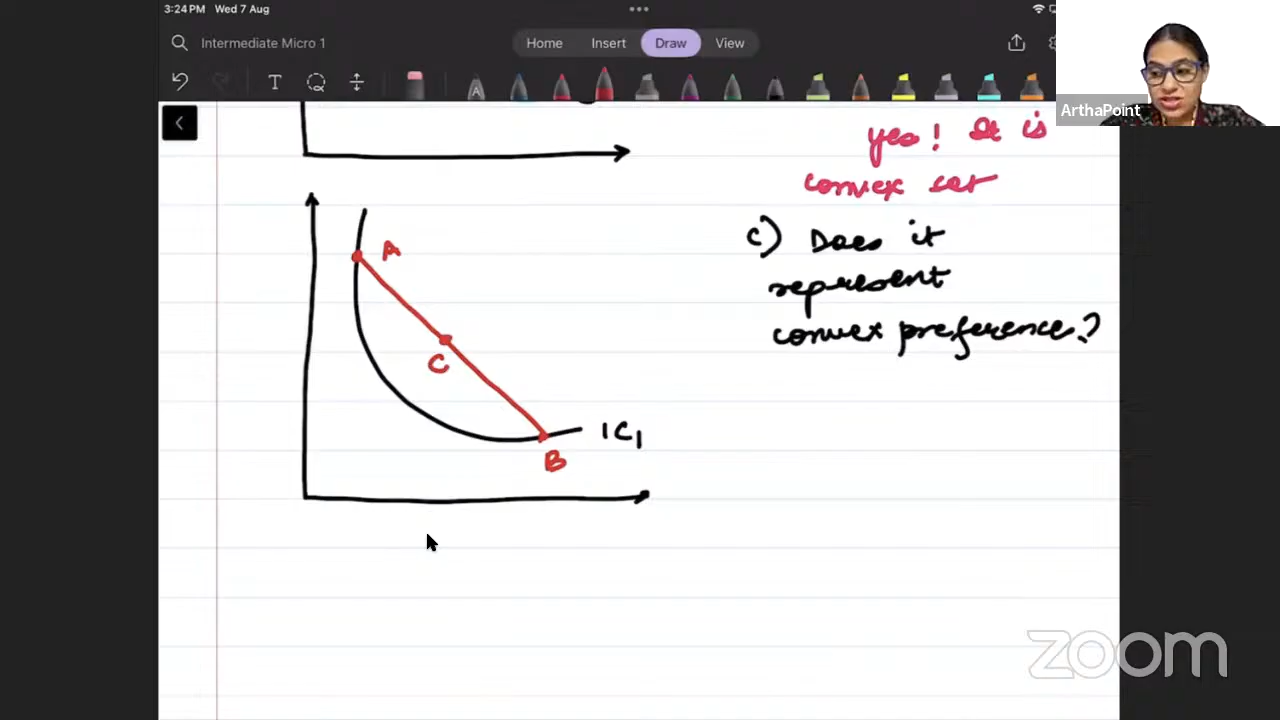 3:24 PM Wed 7 Aug
Intermediate Micro 1
Home Insert Draw View
T
A
ArthaPoint
yes! It is
convex set
c) Does it
represent
convex preference?
A
C
IC1
B
zoom